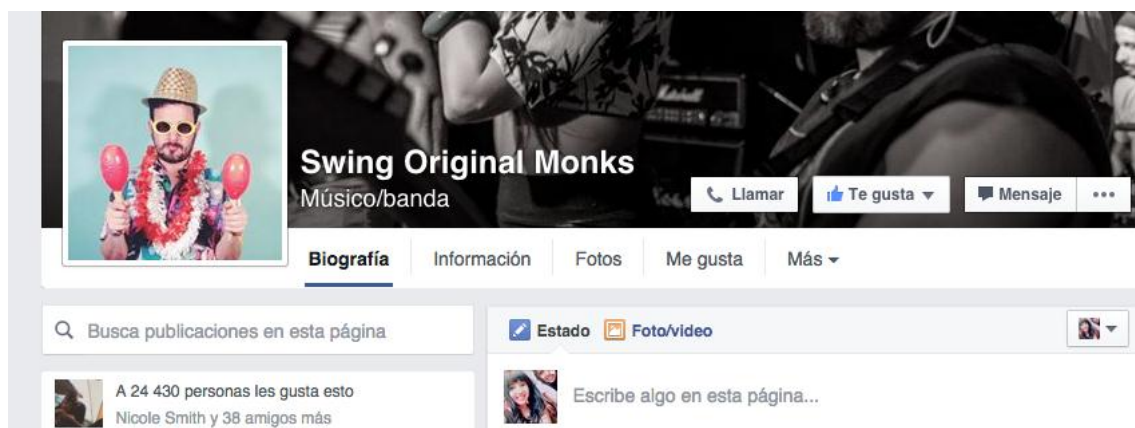 Marshall
Swing Original Monks
Músico/banda
Llamar
Te gusta
Mensaje
Biografía Información Fotos Me gusta Más
Busca publicaciones en esta página
Estado Foto/video
A 24 430 personas les gusta esto
Nicole Smith y 38 amigos más
Escribe algo en esta página...